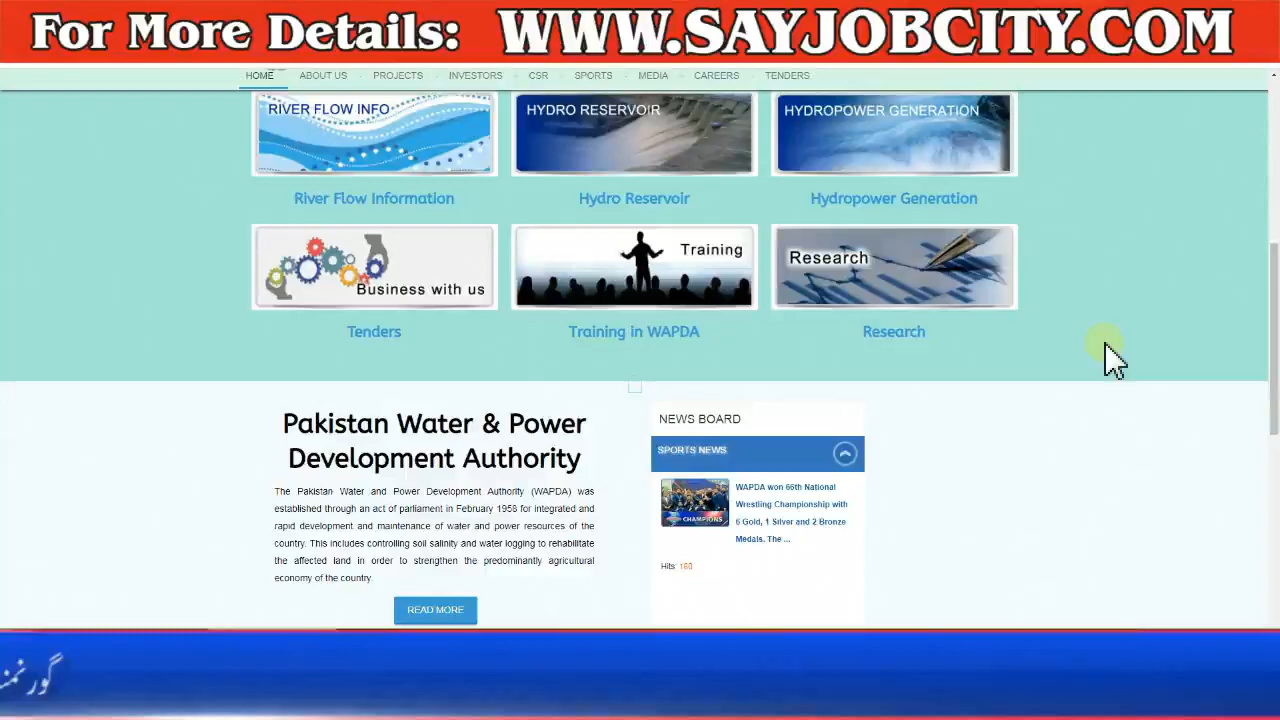 For More Details: WWW.SAYJOBCITY.COM
HOME ABOUT US PROJECTS INVESTORS CSR SPORTS MEDIA CAREERS TENDERS
RIVER FLOW INFO HYDRO RESERVOIR HYDROPOWER GENERATION
River Flow Information Hydro Reservoir Hydropower Generation
Business with us Training Research
Tenders Training in WAPDA Research
Pakistan Water & Power
Development Authority
The Pakistan Water and Power Development Authority (WAPDA) was
established through an act of parliament in February 1958 for integrated and
rapid development and maintenance of water and power resources of the
country. This includes controlling soil salinity and water logging to rehabilitate
the affected land in order to strengthen the predominantly agricultural
economy of the country.
READ MORE
NEWS BOARD
SPORTS NEWS
CHAMPIONS
WAPDA won 66th National
Wrestling Championship with
6 Gold, 1 Silver and 2 Bronze
Medals. The ...
Hits: 180